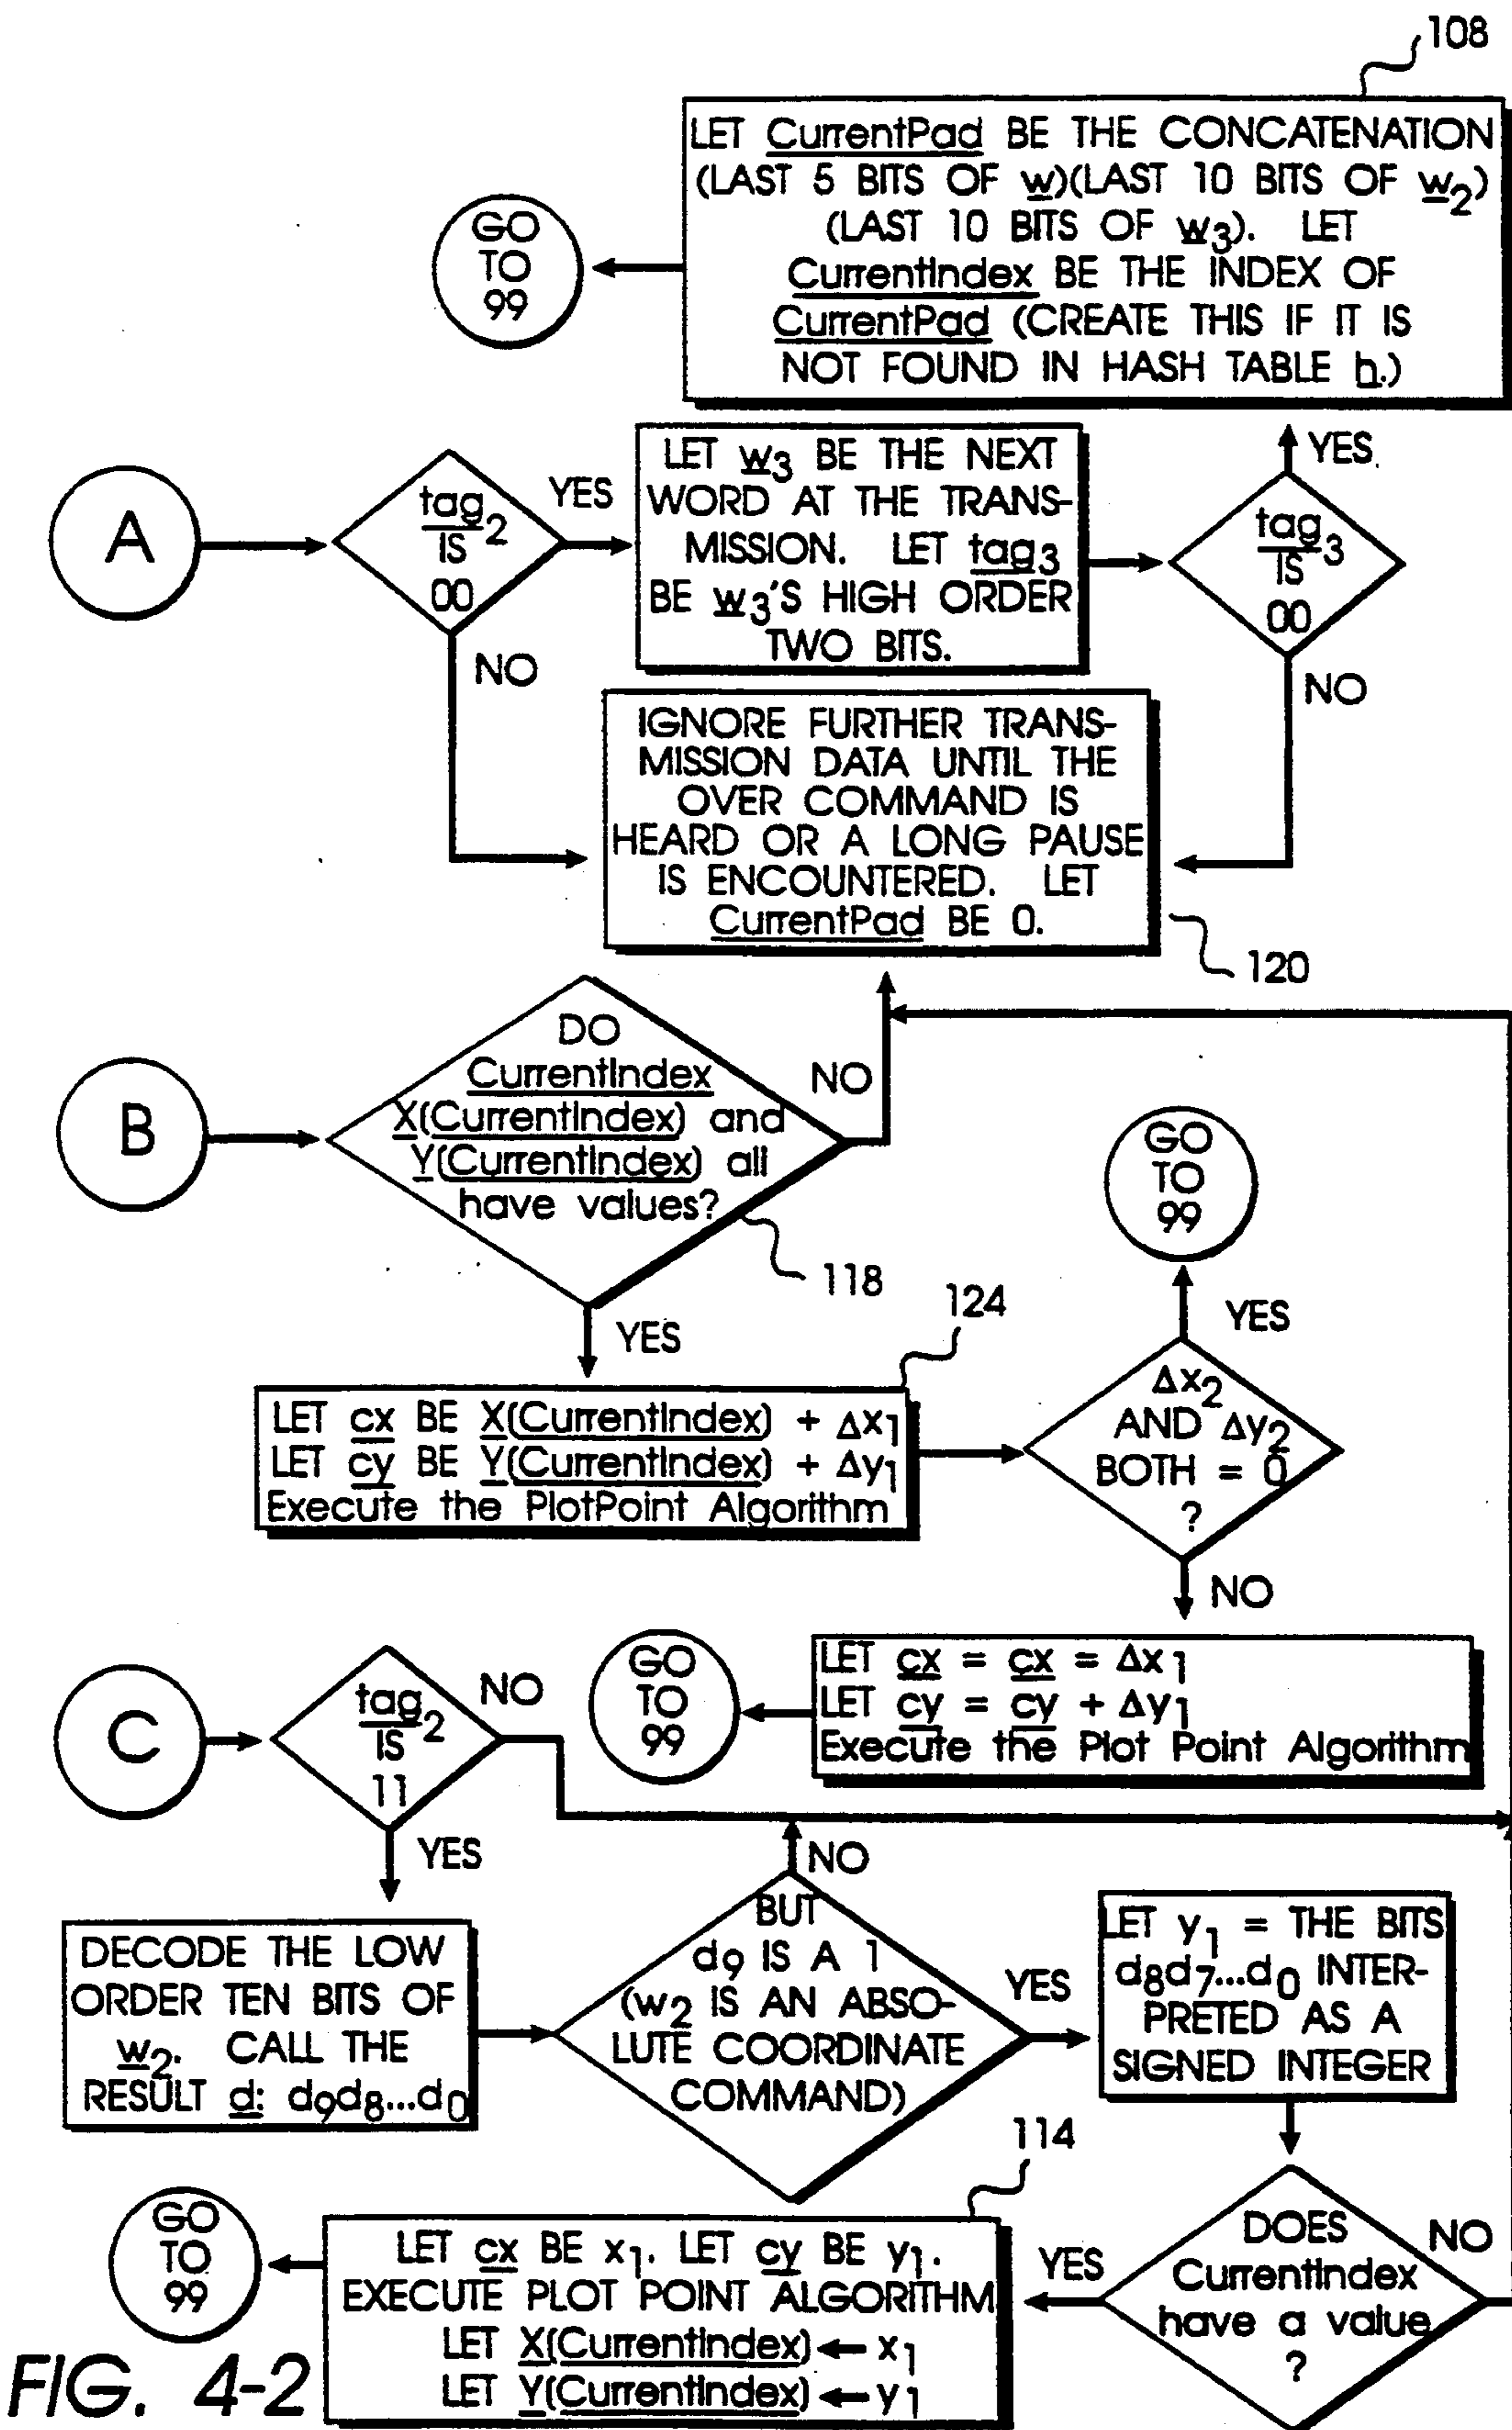 108
LET CurrentPad BE THE CONCATENATION
(LAST 5 BITS OF w)(LAST 10 BITS OF w2)
(LAST 10 BITS OF w3). LET
CurrentIndex BE THE INDEX OF
CurrentPad (CREATE THIS IF IT IS
NOT FOUND IN HASH TABLE h.)
GO
TO
99
A
tag2
IS
00
YES
NO
LET w3 BE THE NEXT
WORD AT THE TRANS-
MISSION. LET tag3
BE w3'S HIGH ORDER
TWO BITS.
tag3
IS
00
YES
NO
IGNORE FURTHER TRANS-
MISSION DATA UNTIL THE
OVER COMMAND IS
HEARD OR A LONG PAUSE
IS ENCOUNTERED. LET
CurrentPad BE 0.
120
B
DO
CurrentIndex
X(CurrentIndex) and
Y(CurrentIndex) all
have values?
NO
118
YES
124
LET cx BE X(CurrentIndex) + Δx1
LET cy BE Y(CurrentIndex) + Δy1
Execute the PlotPoint Algorithm
GO
TO
99
YES
Δx2
AND Δy2
BOTH = 0
?
NO
LET cx = cx = Δx1
LET cy = cy + Δy1
Execute the Plot Point Algorithm
GO
TO
99
C
tag2
IS
11
NO
YES
DECODE THE LOW
ORDER TEN BITS OF
w2. CALL THE
RESULT d: d9d8...d0
NO
BUT
d9 IS A 1
(w2 IS AN ABSO-
LUTE COORDINATE
COMMAND)
YES
LET y1 = THE BITS
d8d7...d0 INTER-
PRETED AS A
SIGNED INTEGER
DOES
CurrentIndex
have a value
?
NO
YES
114
LET cx BE x1. LET cy BE y1.
EXECUTE PLOT POINT ALGORITHM
LET X(CurrentIndex) ← x1
LET Y(CurrentIndex) ← y1
GO
TO
99
FIG. 4-2